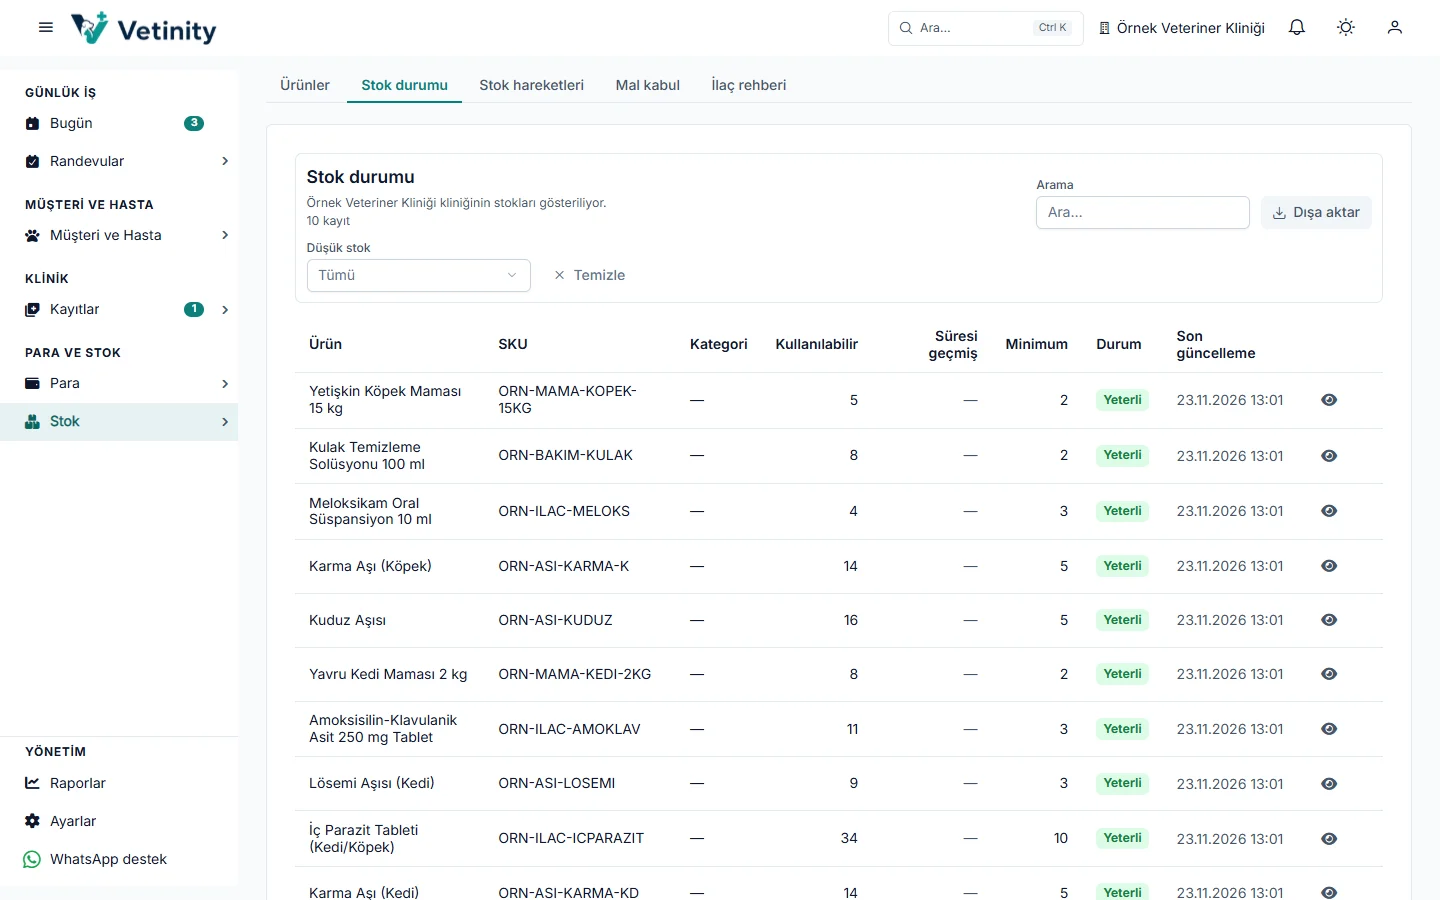 Vetinity
Ara...
Ctrl K
Örnek Veteriner Kliniği
GÜNLÜK İŞ
Bugün
3
Randevular
MÜŞTERİ VE HASTA
Müşteri ve Hasta
KLİNİK
Kayıtlar
1
PARA VE STOK
Para
Stok
YÖNETİM
Raporlar
Ayarlar
WhatsApp destek
Ürünler
Stok durumu
Stok hareketleri
Mal kabul
İlaç rehberi
Stok durumu
Örnek Veteriner Kliniği kliniğinin stokları gösteriliyor.
10 kayıt
Arama
Ara...
Dışa aktar
Düşük stok
Tümü
Temizle
Ürün SKU Kategori Kullanılabilir Süresi geçmiş Minimum Durum Son güncelleme
Yetişkin Köpek Maması 15 kg ORN-MAMA-KOPEK-15KG — 5 — 2 Yeterli 23.11.2026 13:01
Kulak Temizleme Solüsyonu 100 ml ORN-BAKIM-KULAK — 8 — 2 Yeterli 23.11.2026 13:01
Meloksikam Oral Süspansiyon 10 ml ORN-ILAC-MELOKS — 4 — 3 Yeterli 23.11.2026 13:01
Karma Aşı (Köpek) ORN-ASI-KARMA-K — 14 — 5 Yeterli 23.11.2026 13:01
Kuduz Aşısı ORN-ASI-KUDUZ — 16 — 5 Yeterli 23.11.2026 13:01
Yavru Kedi Maması 2 kg ORN-MAMA-KEDI-2KG — 8 — 2 Yeterli 23.11.2026 13:01
Amoksisilin-Klavulanik Asit 250 mg Tablet ORN-ILAC-AMOKLAV — 11 — 3 Yeterli 23.11.2026 13:01
Lösemi Aşısı (Kedi) ORN-ASI-LOSEMI — 9 — 3 Yeterli 23.11.2026 13:01
İç Parazit Tableti (Kedi/Köpek) ORN-ILAC-ICPARAZIT — 34 — 10 Yeterli 23.11.2026 13:01
Karma Aşı (Kedi) ORN-ASI-KARMA-KD — 14 — 5 Yeterli 23.11.2026 13:01